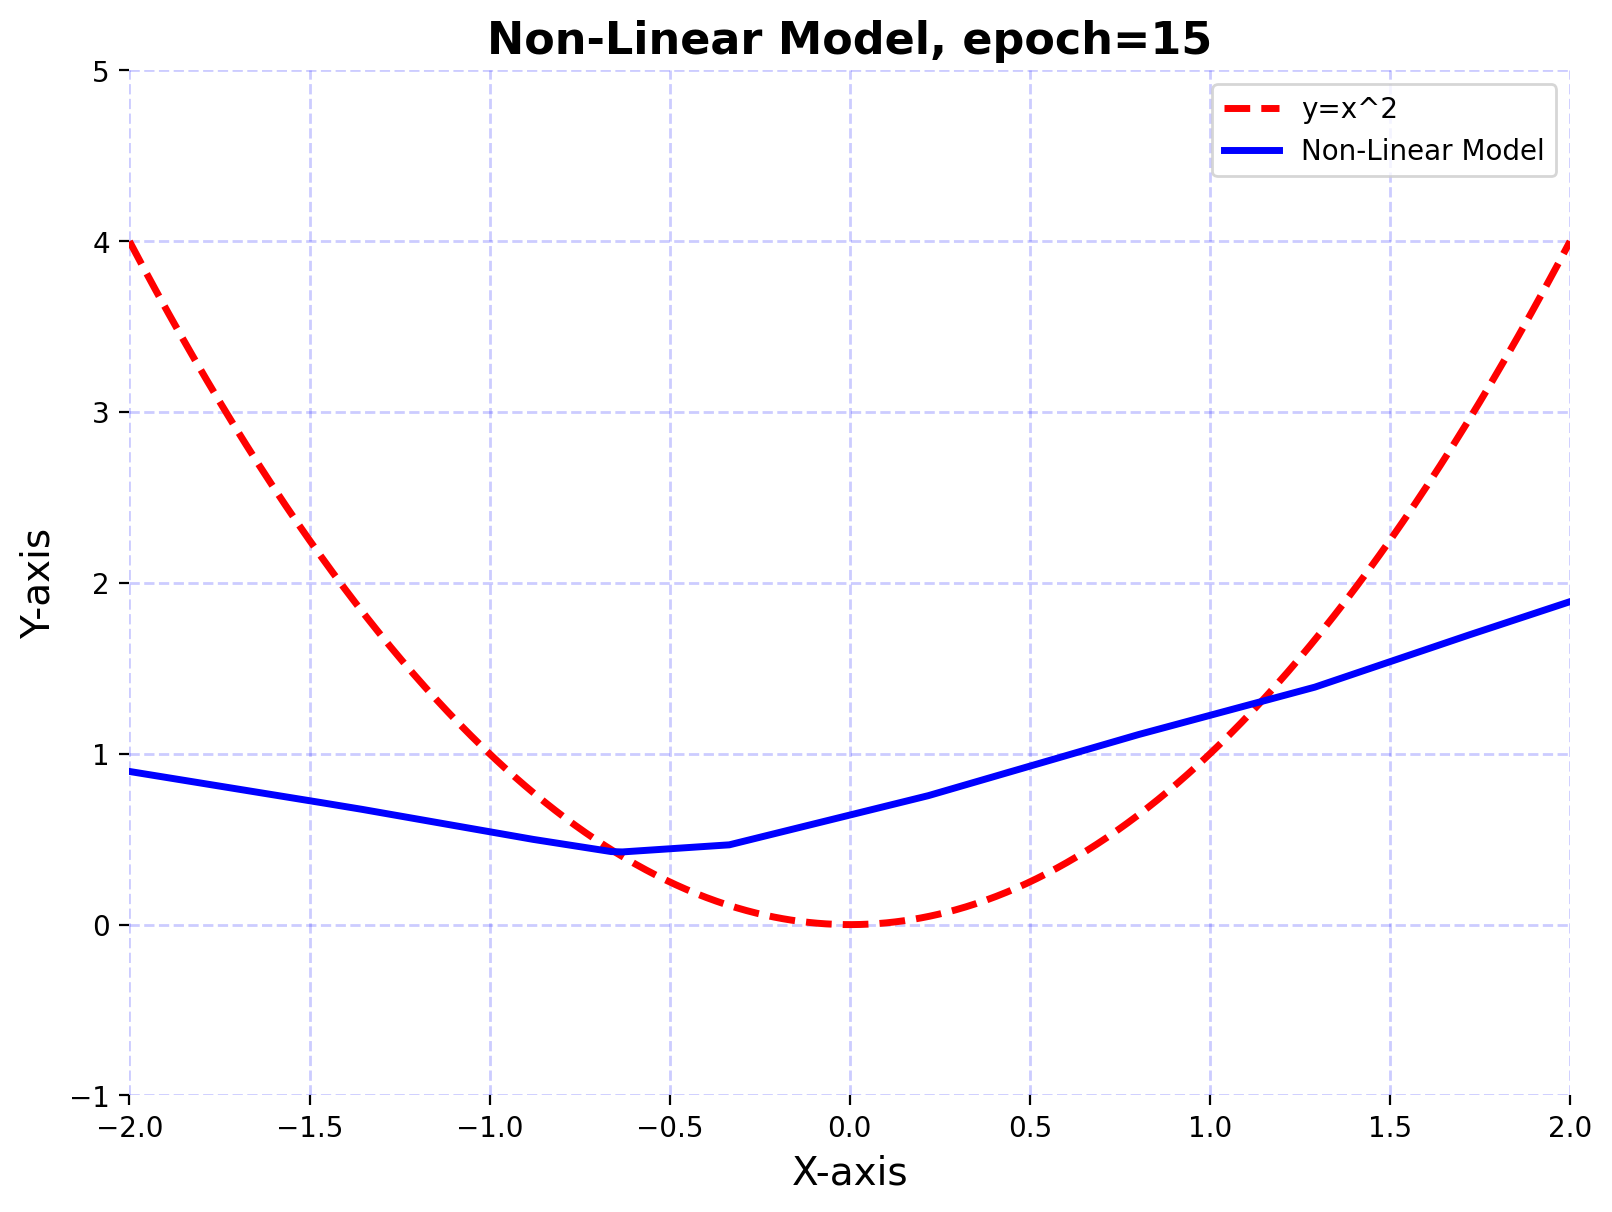 Non-Linear Model, epoch=15
y=x^2
Non-Linear Model
Y-axis
5
4
3
2
1
0
−1
−2.0 −1.5 −1.0 −0.5 0.0 0.5 1.0 1.5 2.0
X-axis